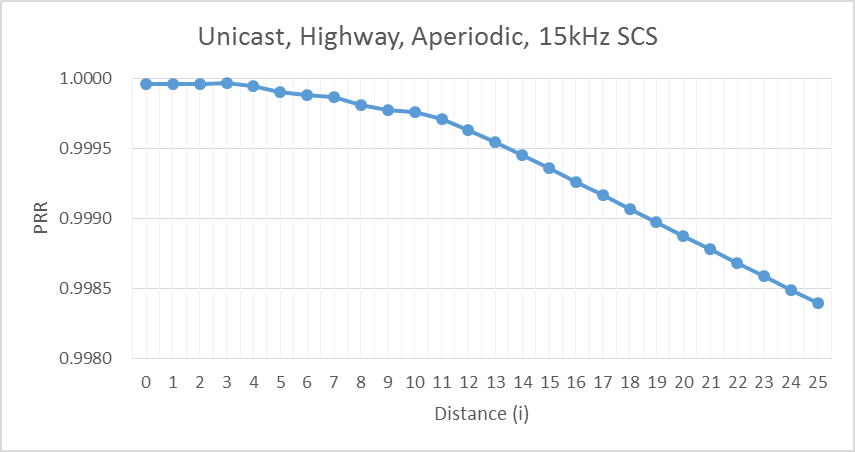 Unicast, Highway, Aperiodic, 15kHz SCS
1.0000
0.9995
0.9990
0.9985
0.9980
PRR
0 1 2 3 4 5 6 7 8 9 10 11 12 13 14 15 16 17 18 19 20 21 22 23 24 25
Distance (i)